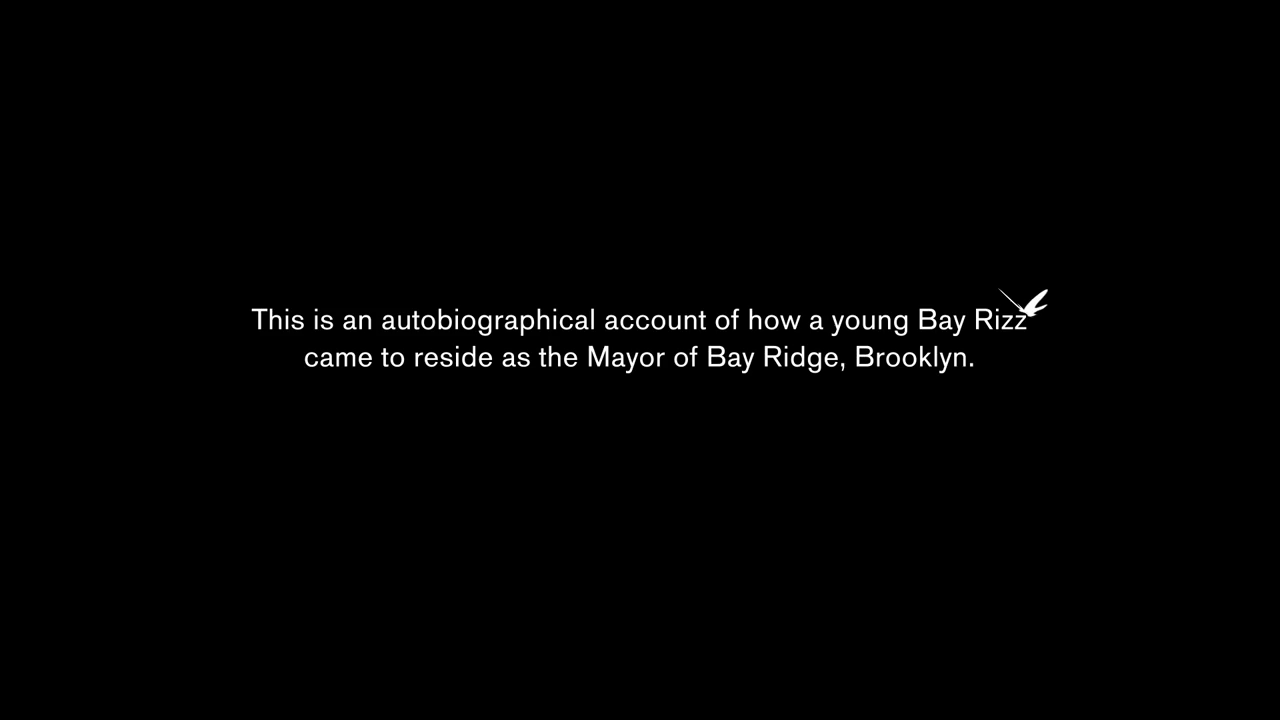 This is an autobiographical account of how a young Bay Rizz
came to reside as the Mayor of Bay Ridge, Brooklyn.